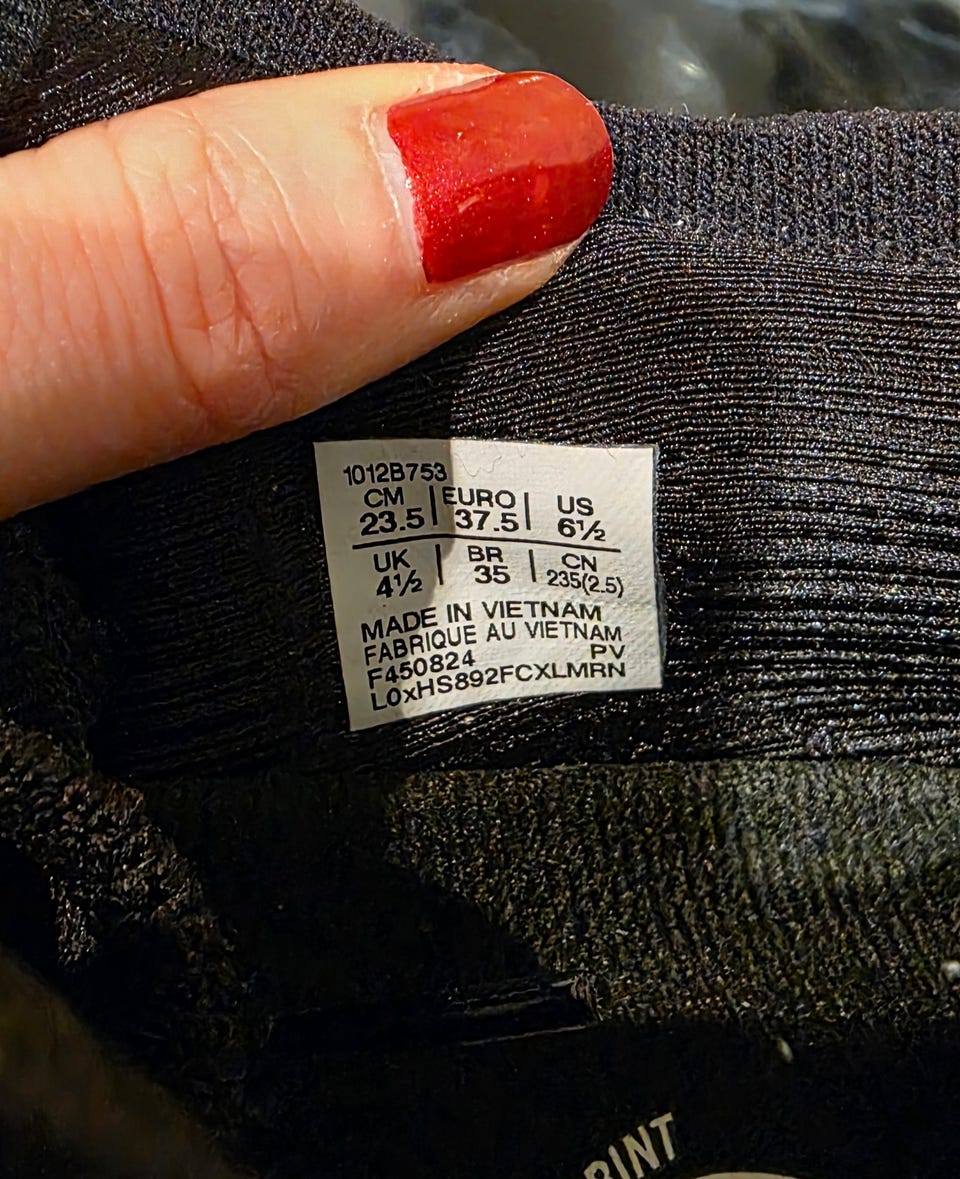 1012B753
CM | EURO | US
23.5 | 37.5 | 6½
UK | BR | CN
4½ | 35 | 235(2.5)
MADE IN VIETNAM
FABRIQUE AU VIETNAM
F450824 PV
L0xHS892FCXLMRN
RINT